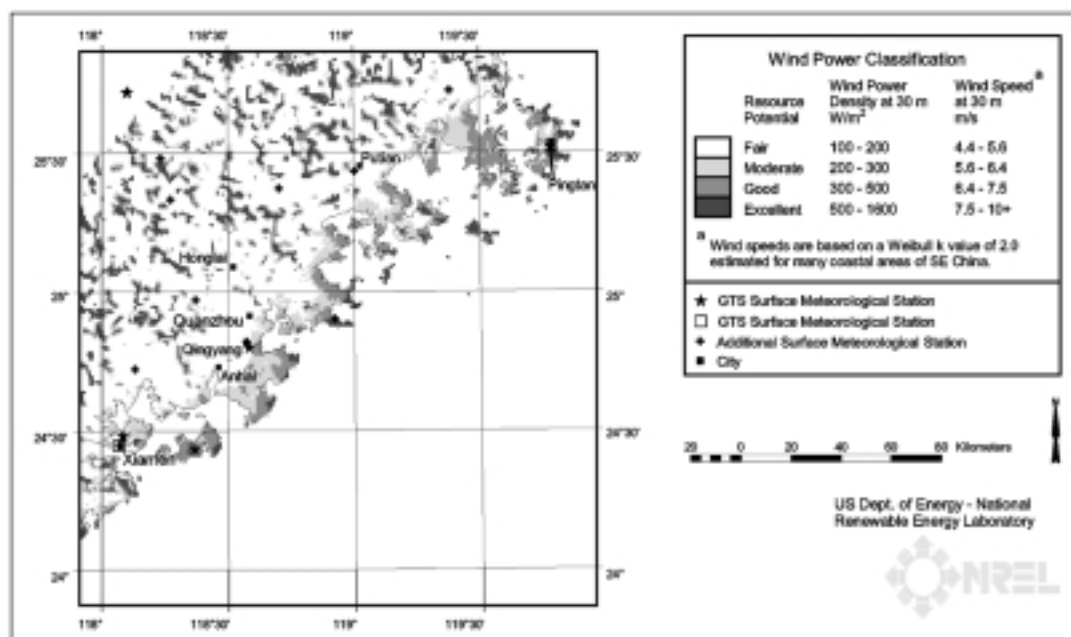 118° 118°30' 119° 119°30'
25°30' 25°30'
25° 25°
24°30' 24°30'
24° 24°
118° 118°30' 119° 119°30'
Putian
Pingtan
Honglai
Quanzhou
Qingyang
Anhai
Xiamen
Wind Power Classification
Resource Potential
Wind Power Density at 30 m W/m²
Wind Speed a at 30 m m/s
Fair 100 - 200 4.4 - 5.6
Moderate 200 - 300 5.6 - 6.4
Good 300 - 500 6.4 - 7.5
Excellent 500 - 1600 7.5 - 10+
a Wind speeds are based on a Weibull k value of 2.0
estimated for many coastal areas of SE China.
GTS Surface Meteorological Station
GTS Surface Meteorological Station
Additional Surface Meteorological Station
City
N
20 0 20 40 60 80 Kilometers
US Dept. of Energy - National
Renewable Energy Laboratory
NREL